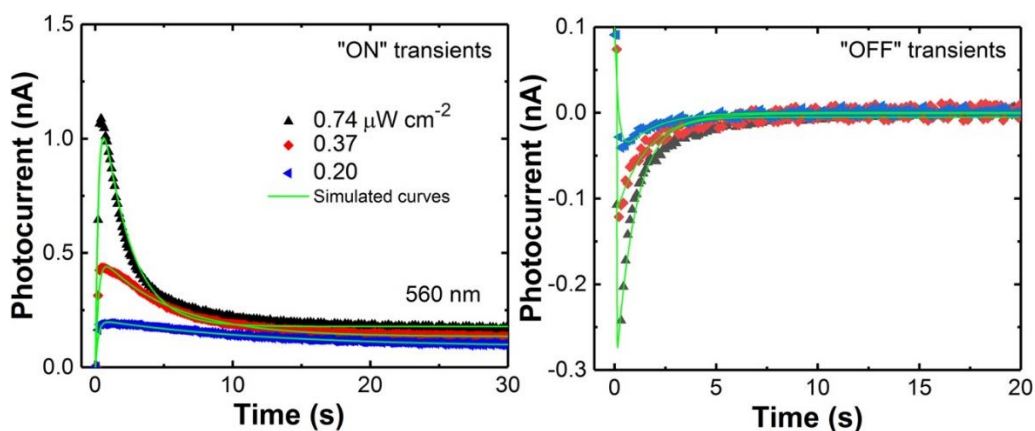 "ON" transients
0.74 μW cm-2
0.37
0.20
Simulated curves
560 nm
Photocurrent (nA)
1.5
1.0
0.5
0.0
0
10
20
30
Time (s)
"OFF" transients
Photocurrent (nA)
0.1
0.0
-0.1
-0.2
-0.3
0
5
10
15
20
Time (s)